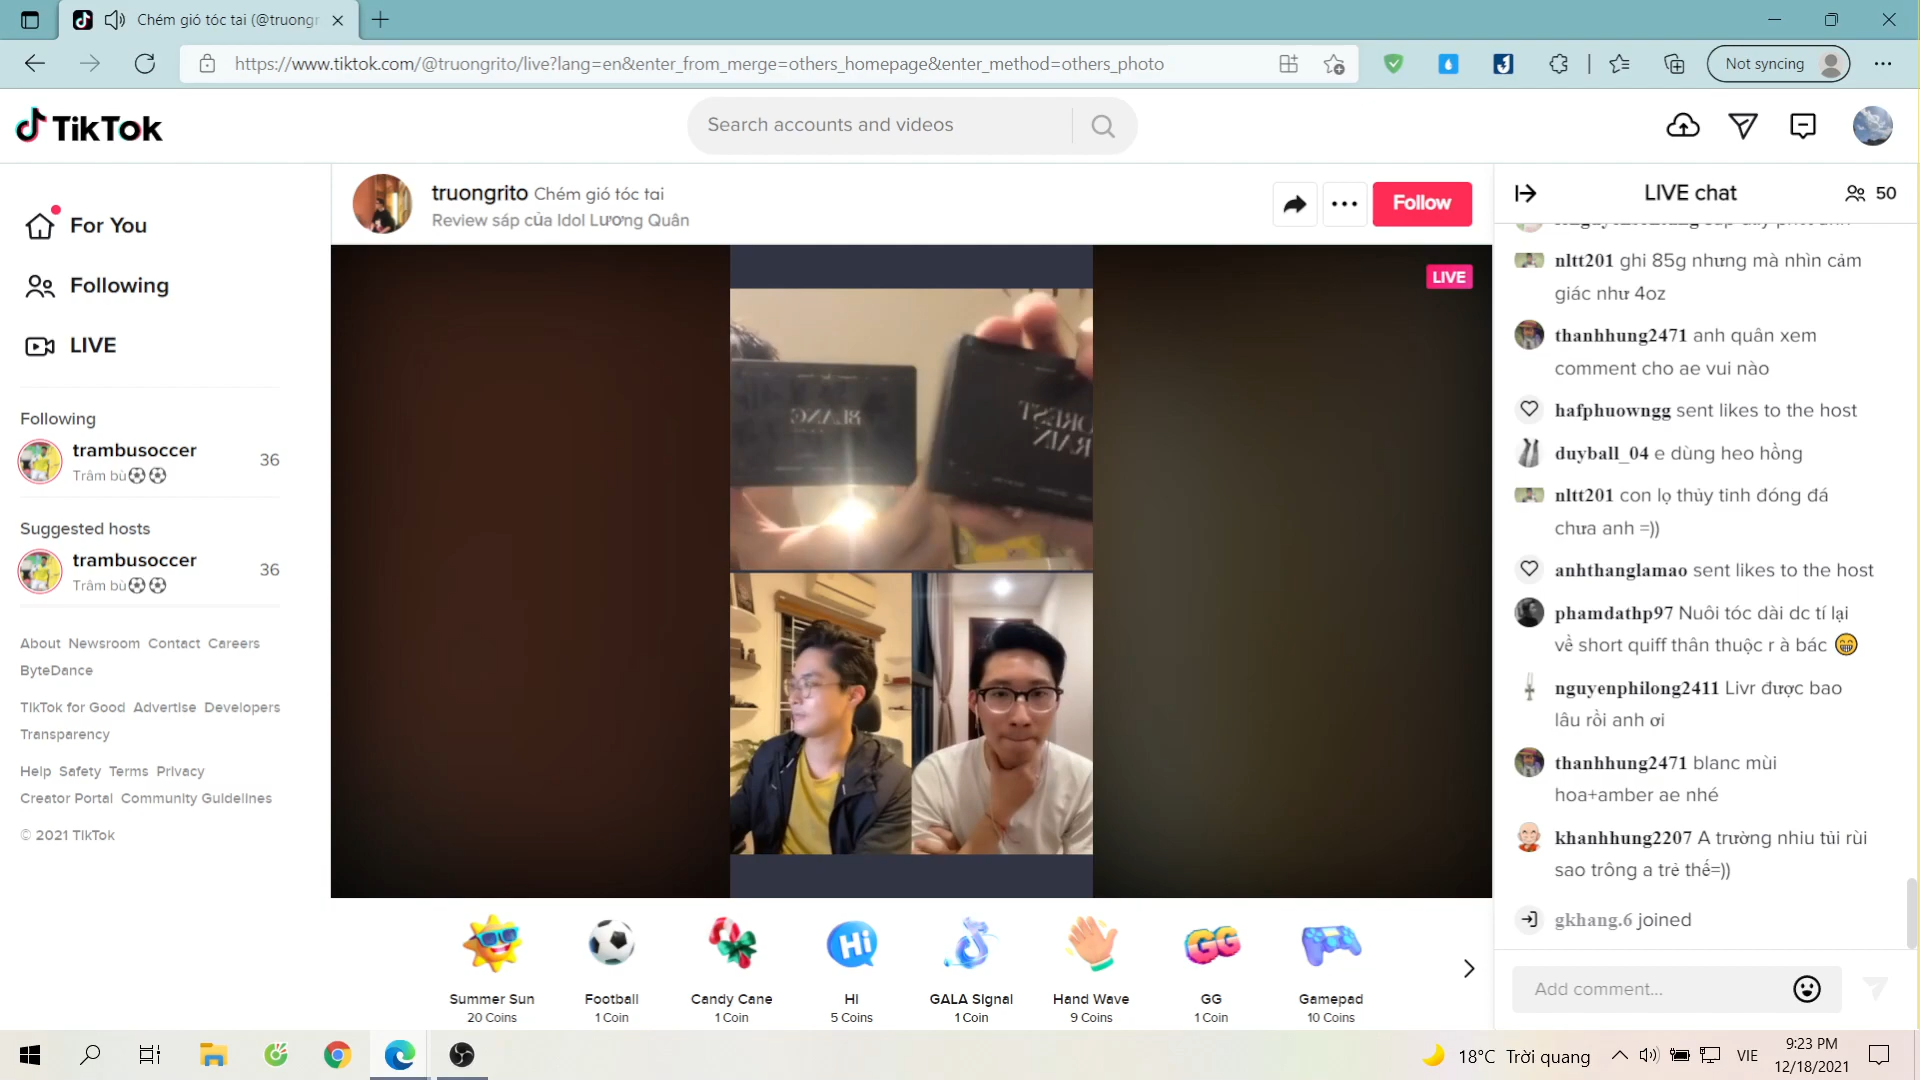 Chém gió tóc tai (@truongr
https://www.tiktok.com/@truongrito/live?lang=en&enter_from_merge=others_homepage&enter_method=others_photo
Not syncing
TikTok
Search accounts and videos
For You
Following
LIVE
Following
trambusoccer
36
Trâm bù⚽⚽
Suggested hosts
trambusoccer
36
Trâm bù⚽⚽
About Newsroom Contact Careers
ByteDance
TikTok for Good Advertise Developers
Transparency
Help Safety Terms Privacy
Creator Portal Community Guidelines
© 2021 TikTok
truongrito Chém gió tóc tai
Review sáp của Idol Lương Quân
Follow
LIVE
BLANC
OREST
RAIN
Summer Sun
20 Coins
Football
1 Coin
Candy Cane
1 Coin
Hi
HI
5 Coins
GALA Signal
1 Coin
Hand Wave
9 Coins
GG
GG
1 Coin
Gamepad
10 Coins
LIVE chat
50
nltt201 ghi 85g nhưng mà nhìn cảm
giác như 4oz
thanhhung2471 anh quân xem
comment cho ae vui nào
hafphuowngg sent likes to the host
duyball_04 e dùng heo hồng
nltt201 con lọ thủy tinh đóng đá
chưa anh =))
anhthanglamao sent likes to the host
phamdathp97 Nuôi tóc dài dc tí lại
về short quiff thân thuộc r à bác 😁
nguyenphilong2411 Livr được bao
lâu rồi anh ơi
thanhhung2471 blanc mùi
hoa+amber ae nhé
khanhhung2207 A trường nhiu tủi rùi
sao trông a trẻ thế=))
gkhang.6 joined
Add comment...
18°C Trời quang
VIE
9:23 PM
12/18/2021